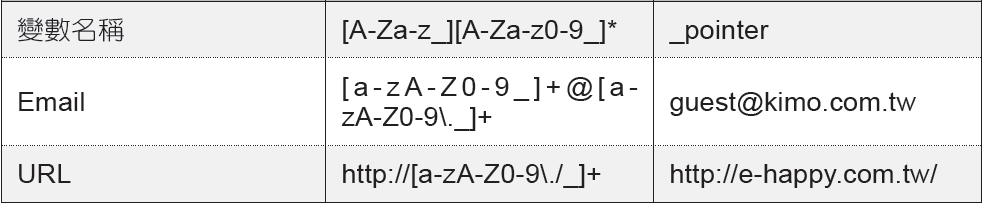 變數名稱 [A-Za-z_][A-Za-z0-9_]* _pointer
Email [a-zA-Z0-9_]+@[a-
zA-Z0-9\._]+ guest@kimo.com.tw
URL http://[a-zA-Z0-9\./_]+ http://e-happy.com.tw/